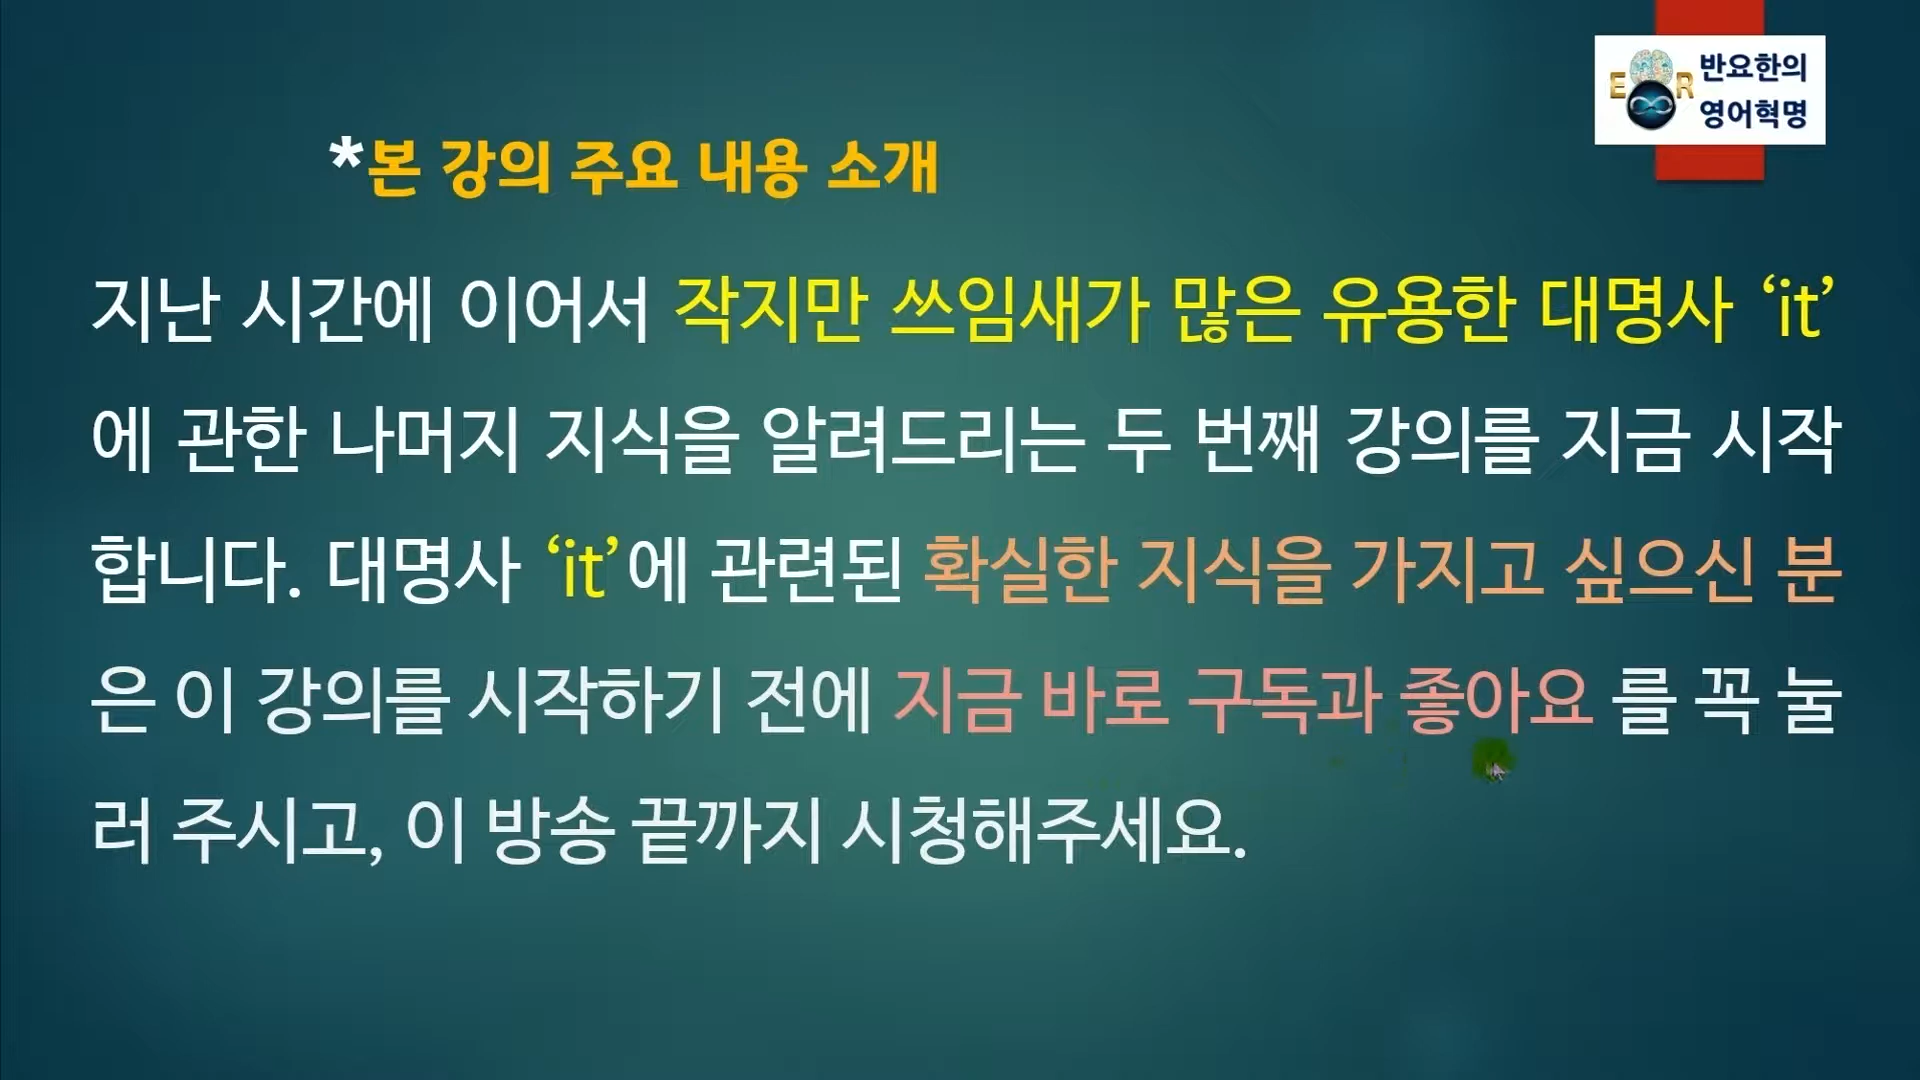 반요한의
E R
영어혁명
*본 강의 주요 내용 소개
지난 시간에 이어서 작지만 쓰임새가 많은 유용한 대명사 ‘it’
에 관한 나머지 지식을 알려드리는 두 번째 강의를 지금 시작
합니다. 대명사 ‘it’에 관련된 확실한 지식을 가지고 싶으신 분
은 이 강의를 시작하기 전에 지금 바로 구독과 좋아요 를 꼭 눌
러 주시고, 이 방송 끝까지 시청해주세요.